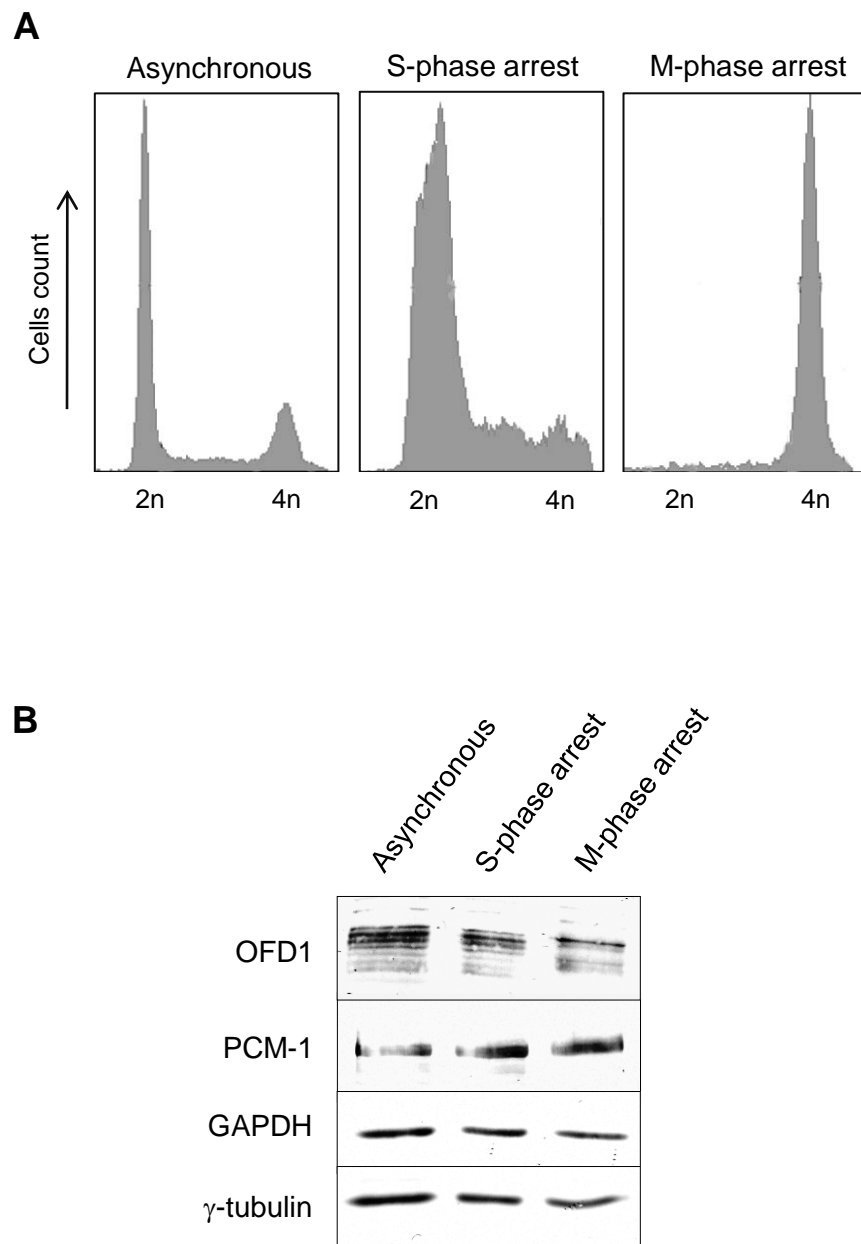 A
Asynchronous
S-phase arrest
M-phase arrest
Cells count
2n
4n
2n
4n
2n
4n
B
Asynchronous
S-phase arrest
M-phase arrest
OFD1
PCM-1
GAPDH
γ-tubulin